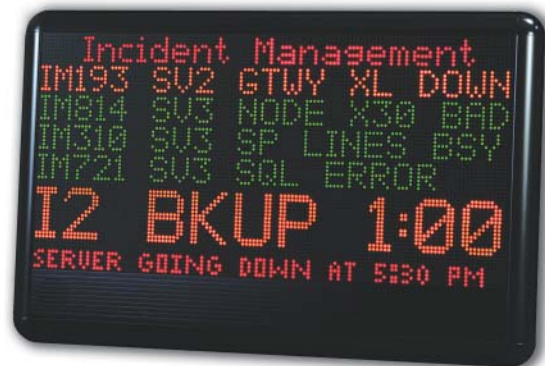 Incident Management
IM193 SV2 GTWY XL DOWN
IM814 SV3 NODE X30 BAD
IM310 SV3 SP LINES BSY
IM721 SV3 SQL ERROR
I2 BKUP 1:00
SERVER GOING DOWN AT 5:30 PM